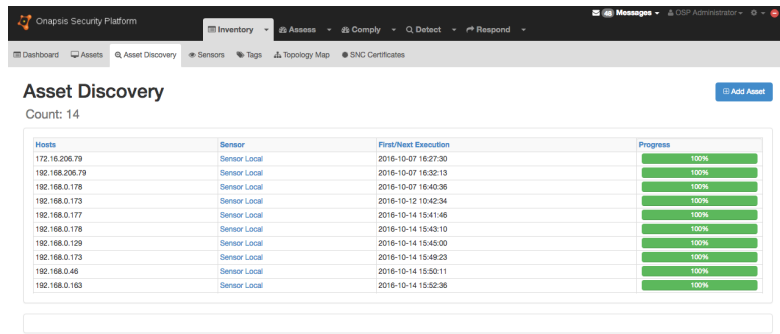 Onapsis Security Platform
46 Messages OSP Administrator
Inventory Assess Comply Detect Respond
Dashboard Assets Asset Discovery Sensors Tags Topology Map SNC Certificates
Asset Discovery
Add Asset
Count: 14
Hosts Sensor First/Next Execution Progress
172.16.206.79 Sensor Local 2016-10-07 16:27:30 100%
192.168.206.79 Sensor Local 2016-10-07 16:32:13 100%
192.168.0.178 Sensor Local 2016-10-07 16:40:36 100%
192.168.0.173 Sensor Local 2016-10-12 10:42:34 100%
192.168.0.177 Sensor Local 2016-10-14 15:41:46 100%
192.168.0.178 Sensor Local 2016-10-14 15:43:10 100%
192.168.0.129 Sensor Local 2016-10-14 15:45:00 100%
192.168.0.173 Sensor Local 2016-10-14 15:49:23 100%
192.168.0.46 Sensor Local 2016-10-14 15:50:11 100%
192.168.0.163 Sensor Local 2016-10-14 15:52:36 100%